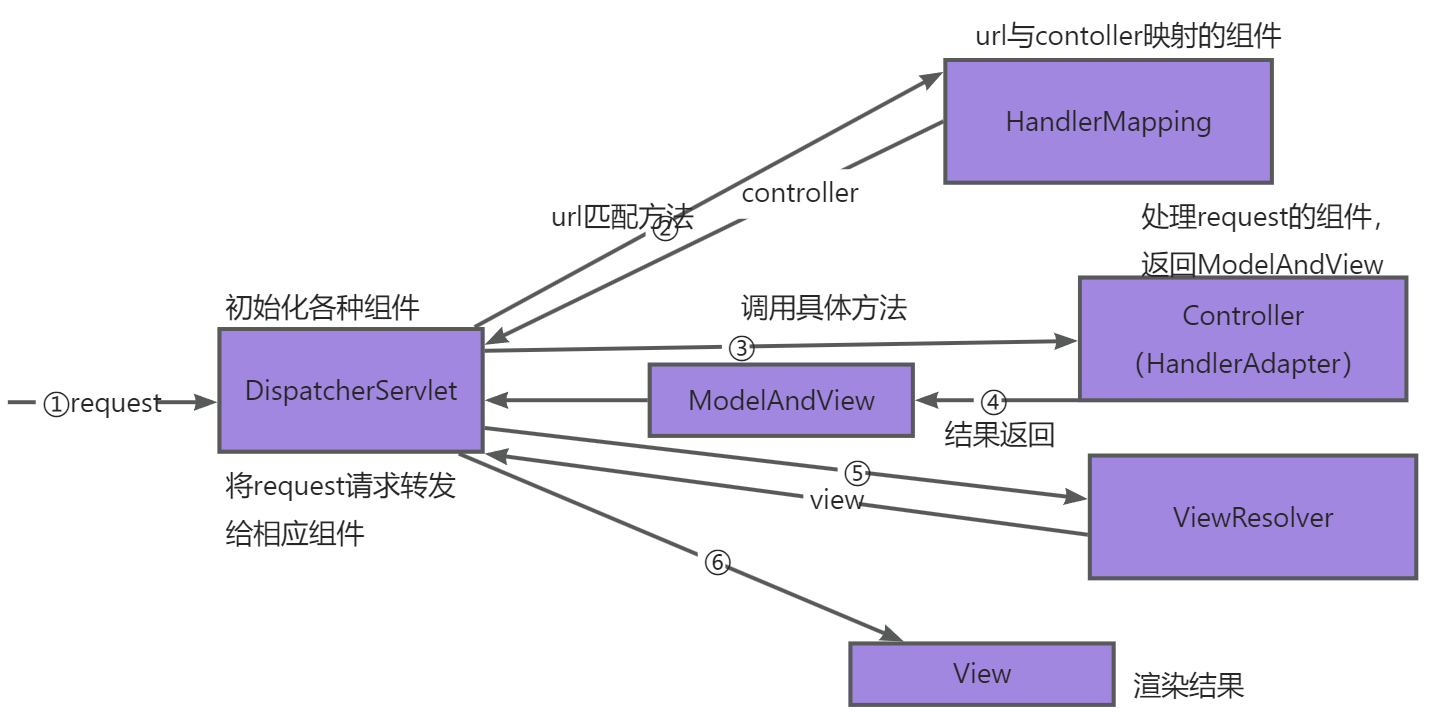 url与contoller映射的组件
HandlerMapping
controller
url匹配方法
②
处理request的组件，
返回ModelAndView
初始化各种组件
调用具体方法
③
Controller
（HandlerAdapter）
DispatcherServlet
①request
ModelAndView
④
结果返回
将request请求转发
给相应组件
⑤
view
ViewResolver
⑥
View
渲染结果